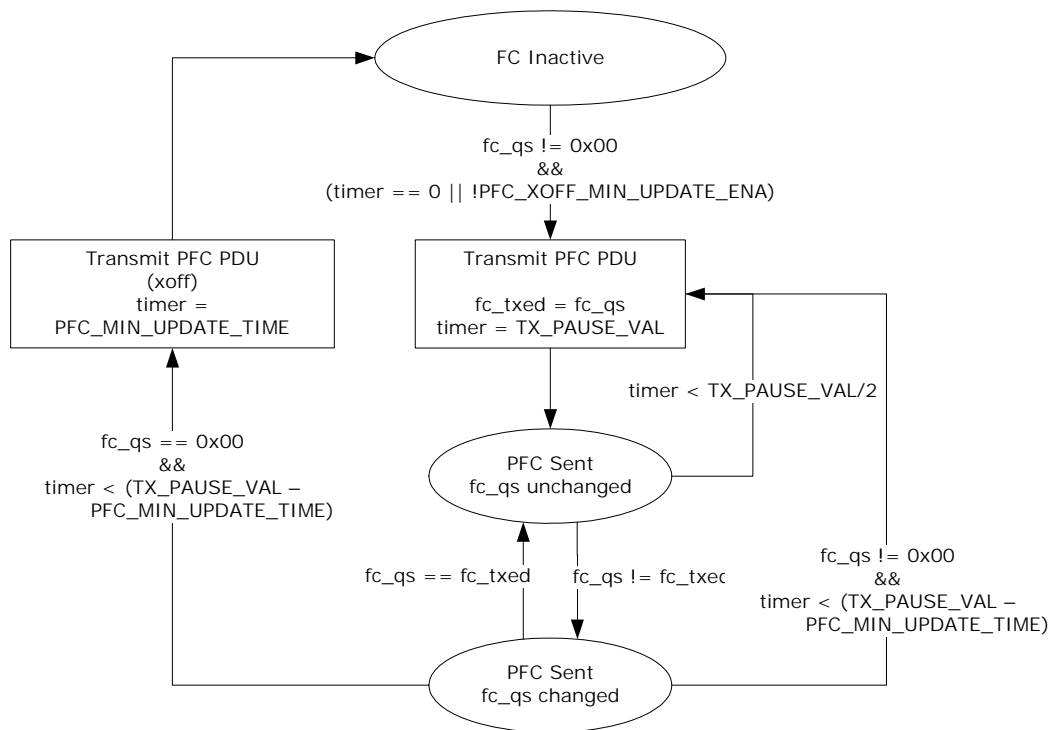 FC Inactive
fc_qs != 0x00
&&
(timer == 0 || !PFC_XOFF_MIN_UPDATE_ENA)
Transmit PFC PDU
(xoff)
timer =
PFC_MIN_UPDATE_TIME
Transmit PFC PDU
fc_txed = fc_qs
timer = TX_PAUSE_VAL
timer < TX_PAUSE_VAL/2
fc_qs == 0x00
&&
timer < (TX_PAUSE_VAL –
PFC_MIN_UPDATE_TIME)
PFC Sent
fc_qs unchanged
fc_qs == fc_txed
fc_qs != fc_txed
fc_qs != 0x00
&&
timer < (TX_PAUSE_VAL –
PFC_MIN_UPDATE_TIME)
PFC Sent
fc_qs changed